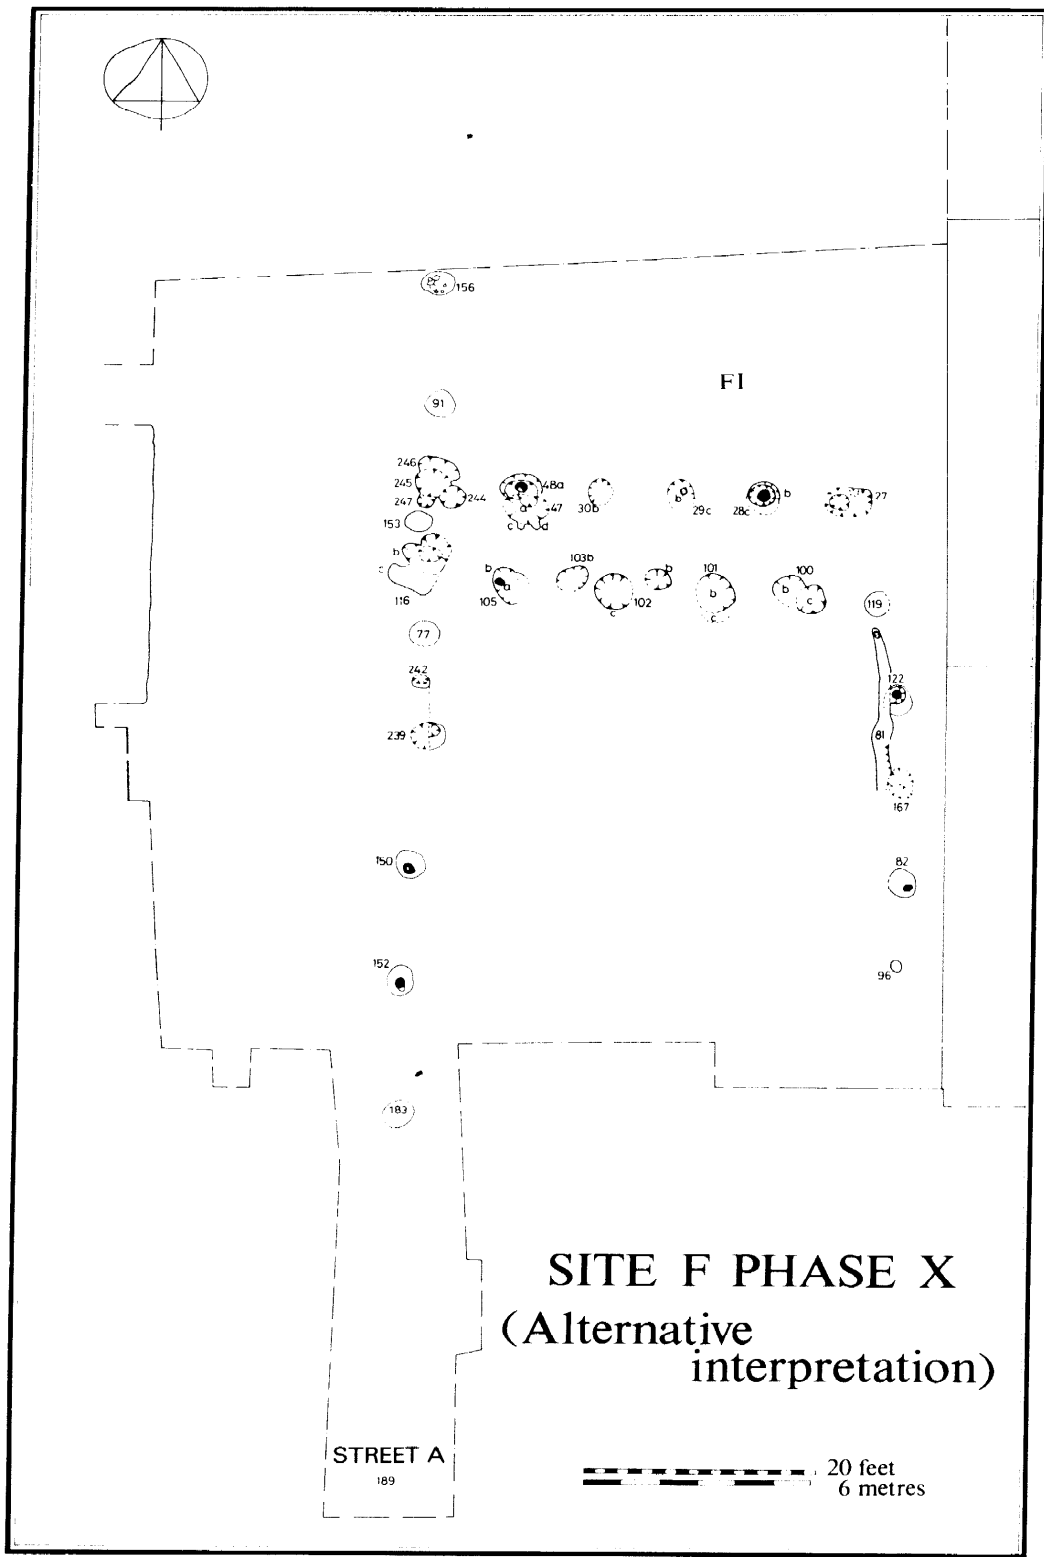 156
91
FI
246
245
247
244
48a
a
47
c
d
30b
b
29c
28c
b
27
153
b
c
116
b
a
105
103b
b
102
c
101
b
c
100
b
c
119
77
242
122
239
81
167
150
82
152
96
183
SITE F PHASE X
(Alternative
interpretation)
STREET A
189
20 feet
6 metres